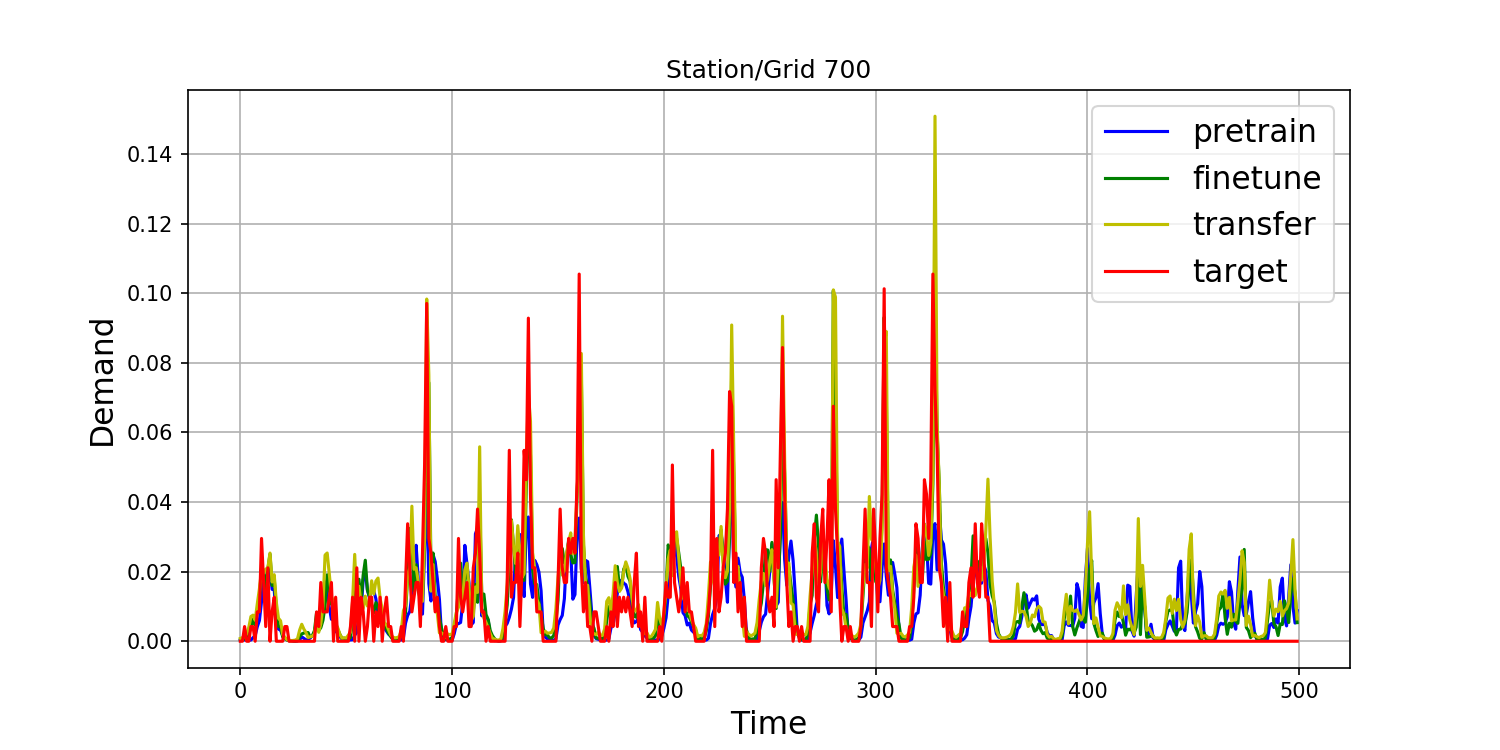 Station/Grid 700
0.14
0.12
0.10
0.08
0.06
0.04
0.02
0.00
Demand
0 100 200 300 400 500
Time
pretrain
finetune
transfer
target